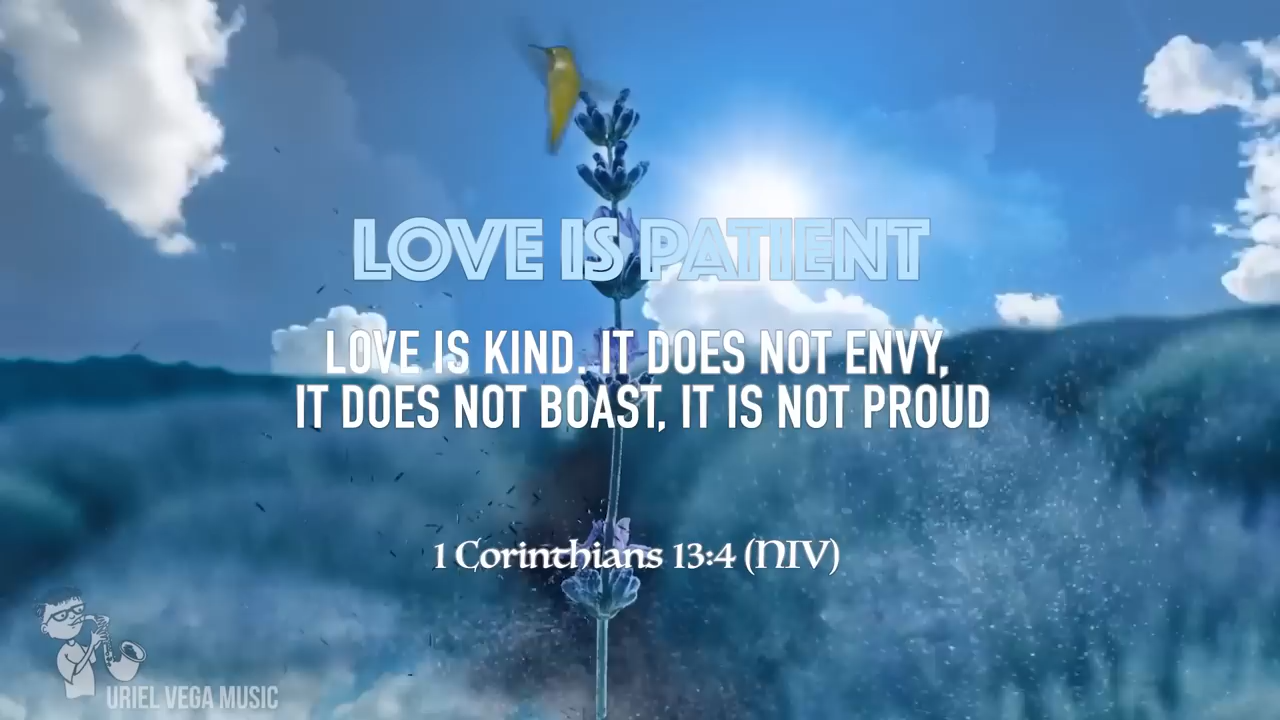 LOVE IS PATIENT
LOVE IS KIND. IT DOES NOT ENVY,
IT DOES NOT BOAST, IT IS NOT PROUD
1 Corinthians 13:4 (NIV)
URIEL VEGA MUSIC